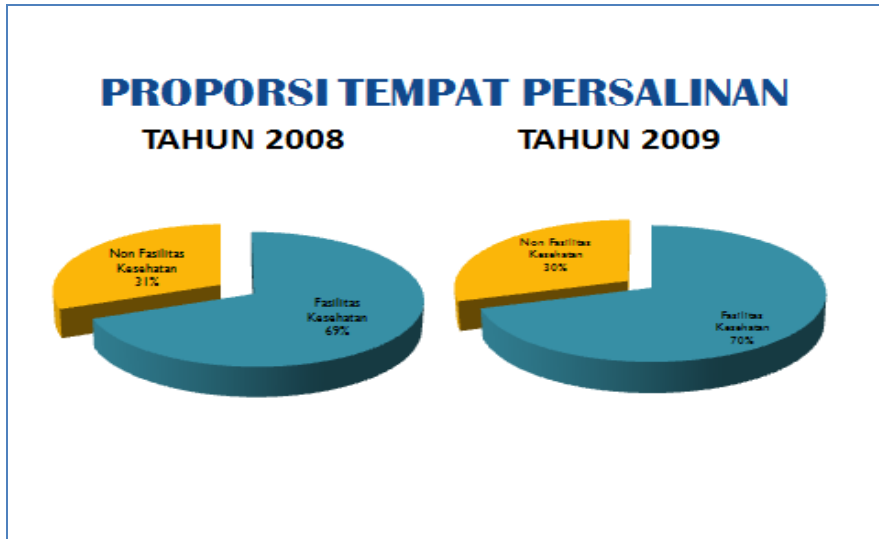 PROPORSI TEMPAT PERSALINAN
TAHUN 2008
TAHUN 2009
Non Fasilitas
Kesehatan
31%
Fasilitas
Kesehatan
69%
Non Fasilitas
Kesehatan
30%
Fasilitas
Kesehatan
70%